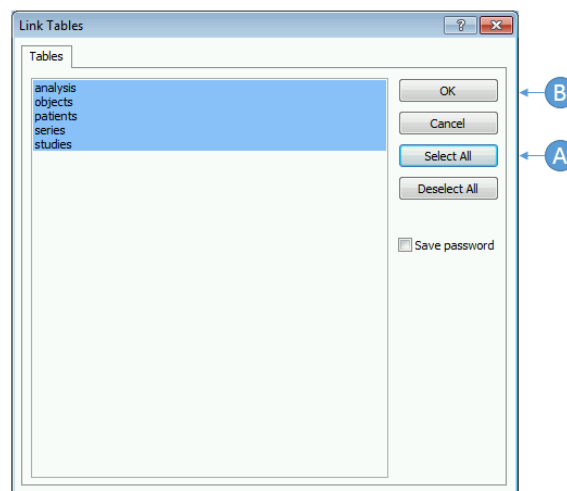 Link Tables
?
Tables
analysis
objects
patients
series
studies
OK
B
Cancel
Select All
A
Deselect All
Save password